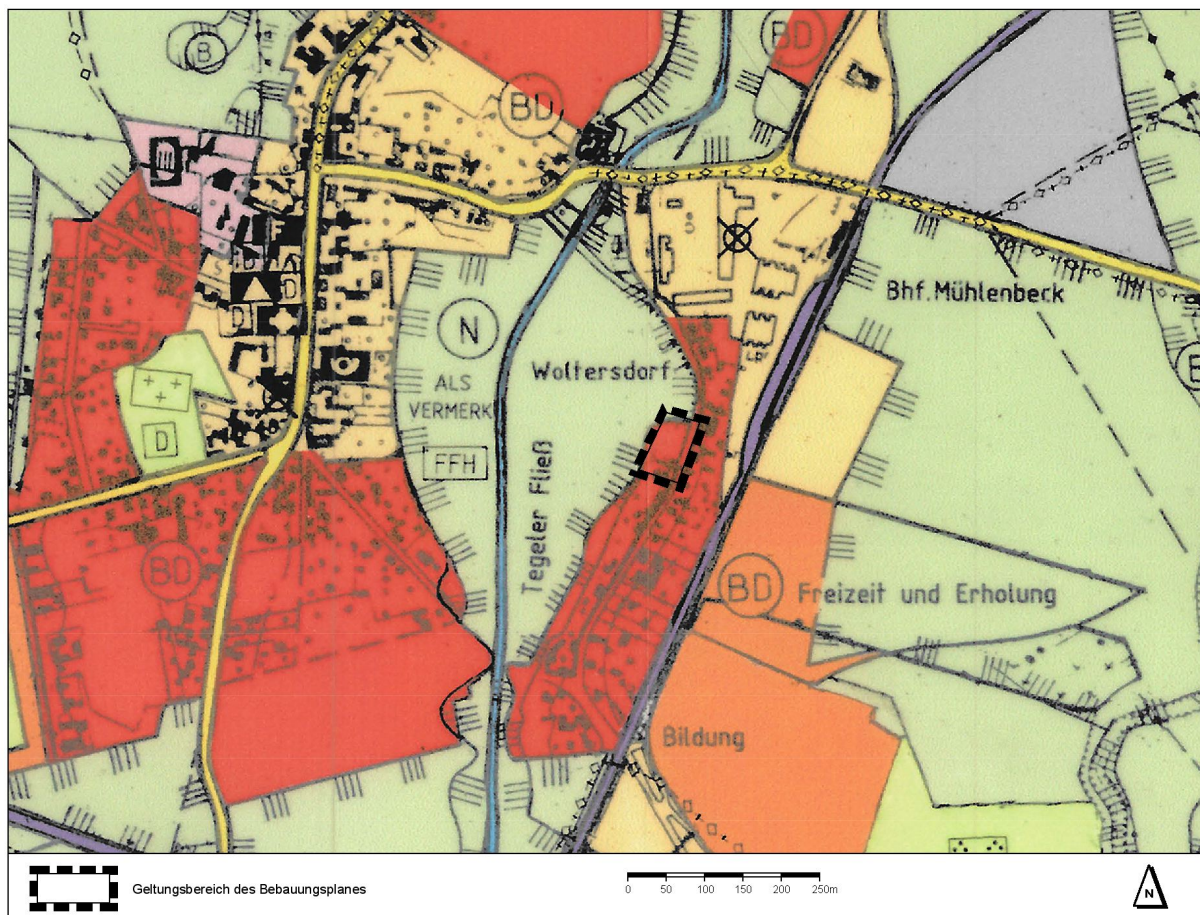 B
BD
BD
F
D
D
N
Bhf. Mühlenbeck
Woltersdorf
ALS
VERMERK
FFH
D
Tegeler Fließ
BD
BD
Freizeit und Erholung
Bildung
Geltungsbereich des Bebauungsplanes
0 50 100 150 200 250m
N